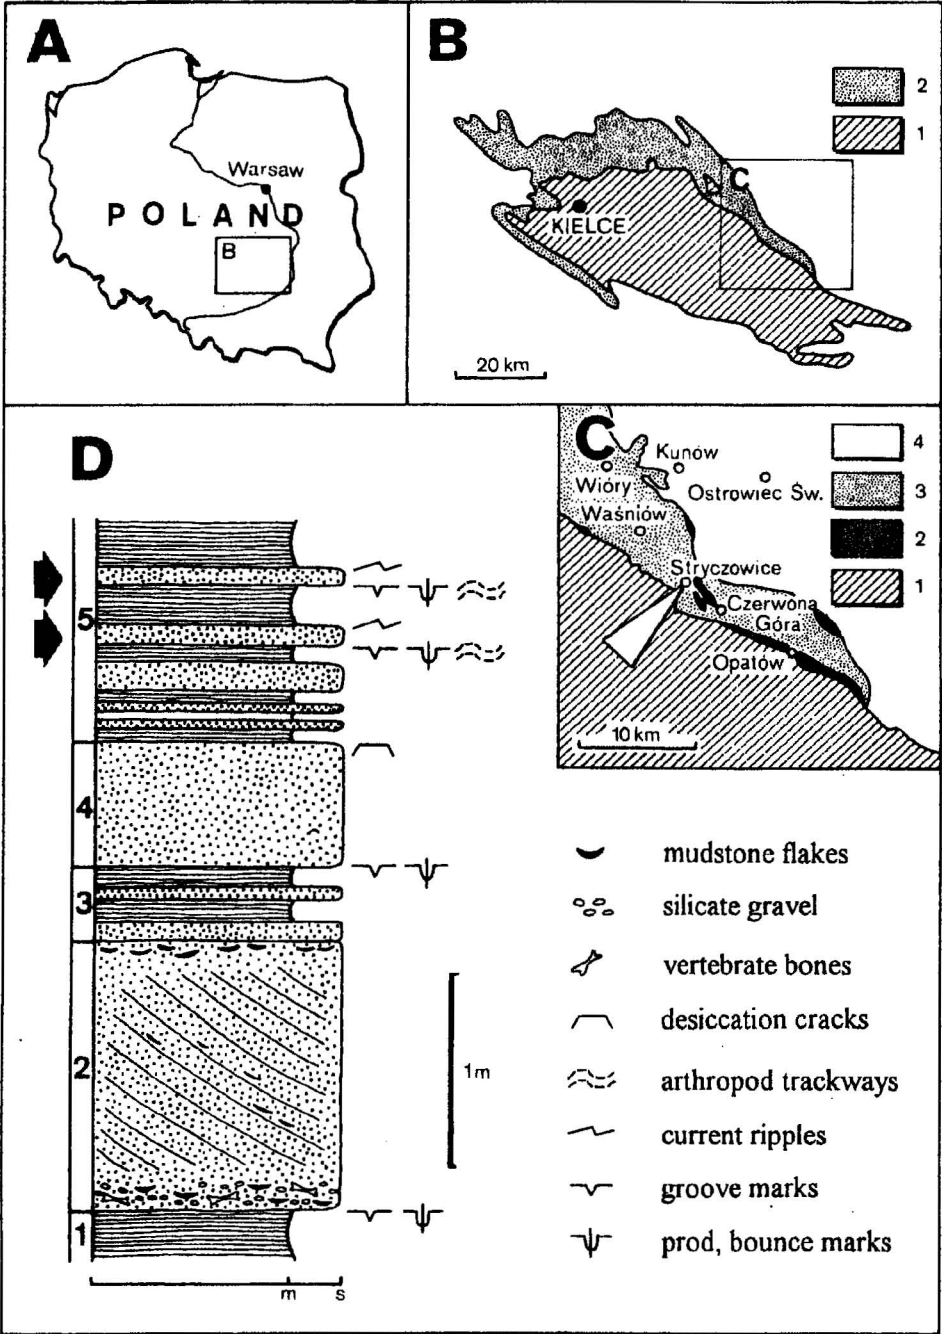 A
Warsaw
POLAND
B
B
2
1
C
KIELCE
20 km
C
4
3
2
1
Kunów
Wióry
Ostrowiec Św.
Waśniów
Stryczowice
Czerwona
Góra
Opatów
10 km
D
5
4
3
2
1
1m
m s
mudstone flakes
silicate gravel
vertebrate bones
desiccation cracks
arthropod trackways
current ripples
groove marks
prod, bounce marks